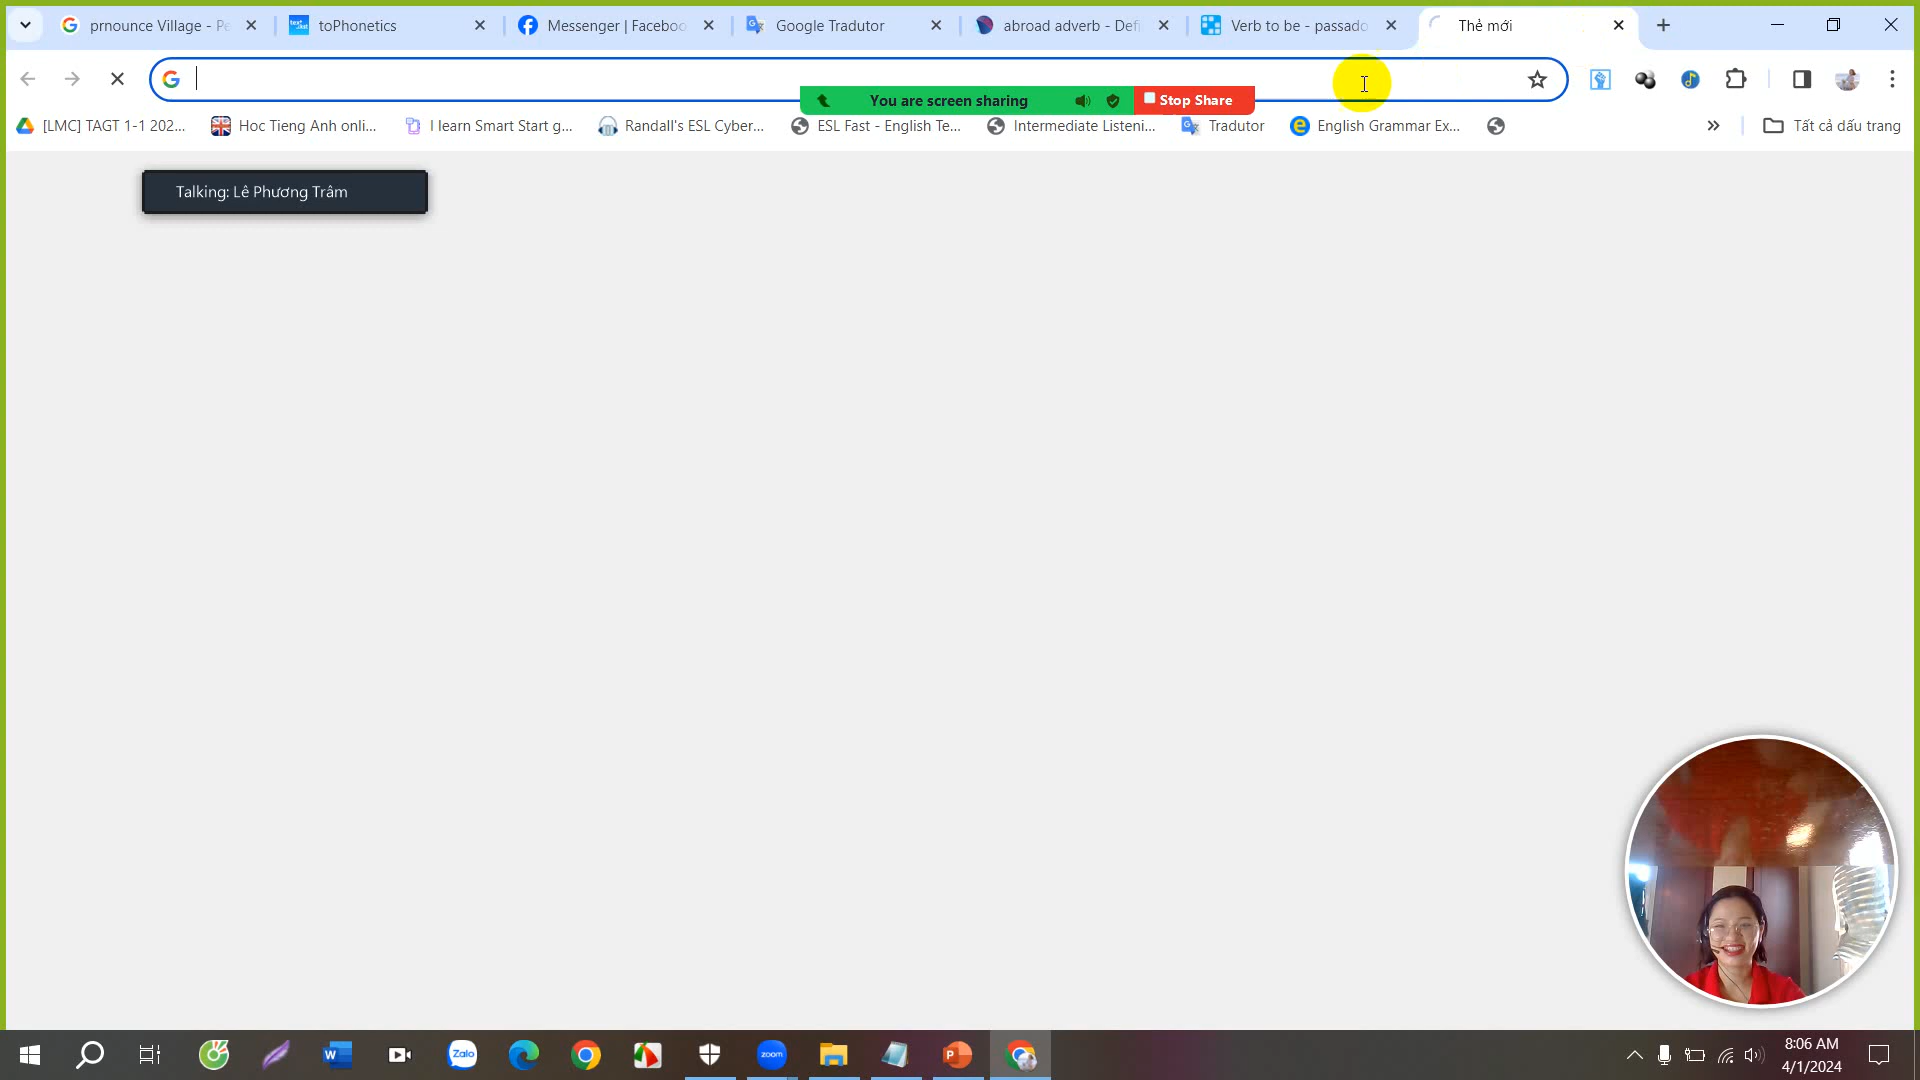 prnounce Village - Pe
toPhonetics
Messenger | Faceboo
Google Tradutor
abroad adverb - Defi
Verb to be - passado
Thẻ mới
You are screen sharing
Stop Share
[LMC] TAGT 1-1 202...
Hoc Tieng Anh onli...
I learn Smart Start g...
Randall's ESL Cyber...
ESL Fast - English Te...
Intermediate Listeni...
Tradutor
English Grammar Ex...
Tất cả dấu trang
Talking: Lê Phương Trâm
8:06 AM
4/1/2024
Zalo
zoom